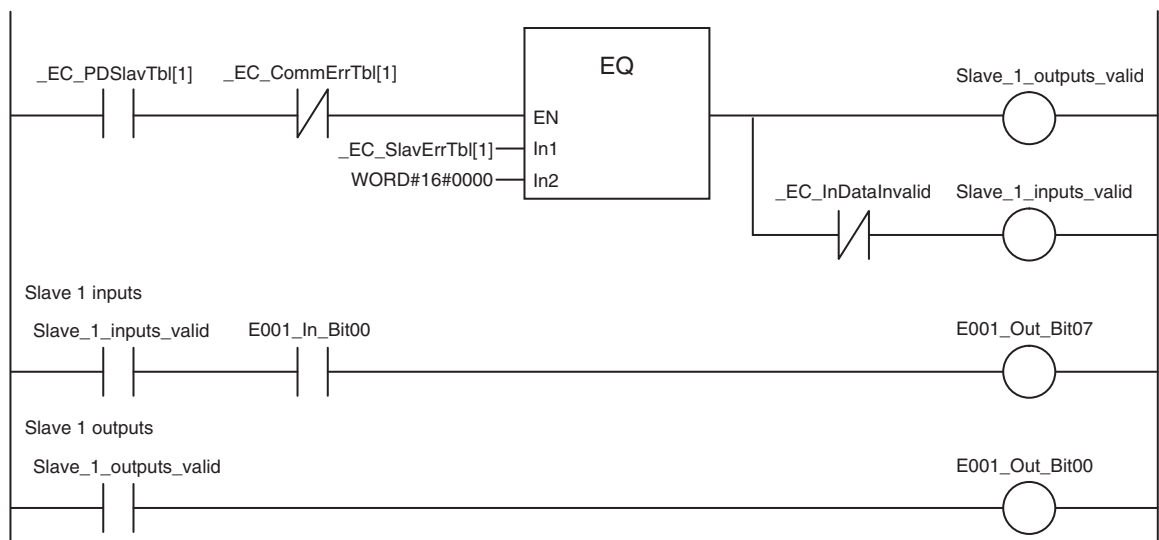 EQ
_EC_PDSlavTbl[1] _EC_CommErrTbl[1] Slave_1_outputs_valid
EN
_EC_SlavErrTbl[1] In1
WORD#16#0000 In2
_EC_InDataInvalid Slave_1_inputs_valid
Slave 1 inputs
Slave_1_inputs_valid E001_In_Bit00 E001_Out_Bit07
Slave 1 outputs
Slave_1_outputs_valid E001_Out_Bit00